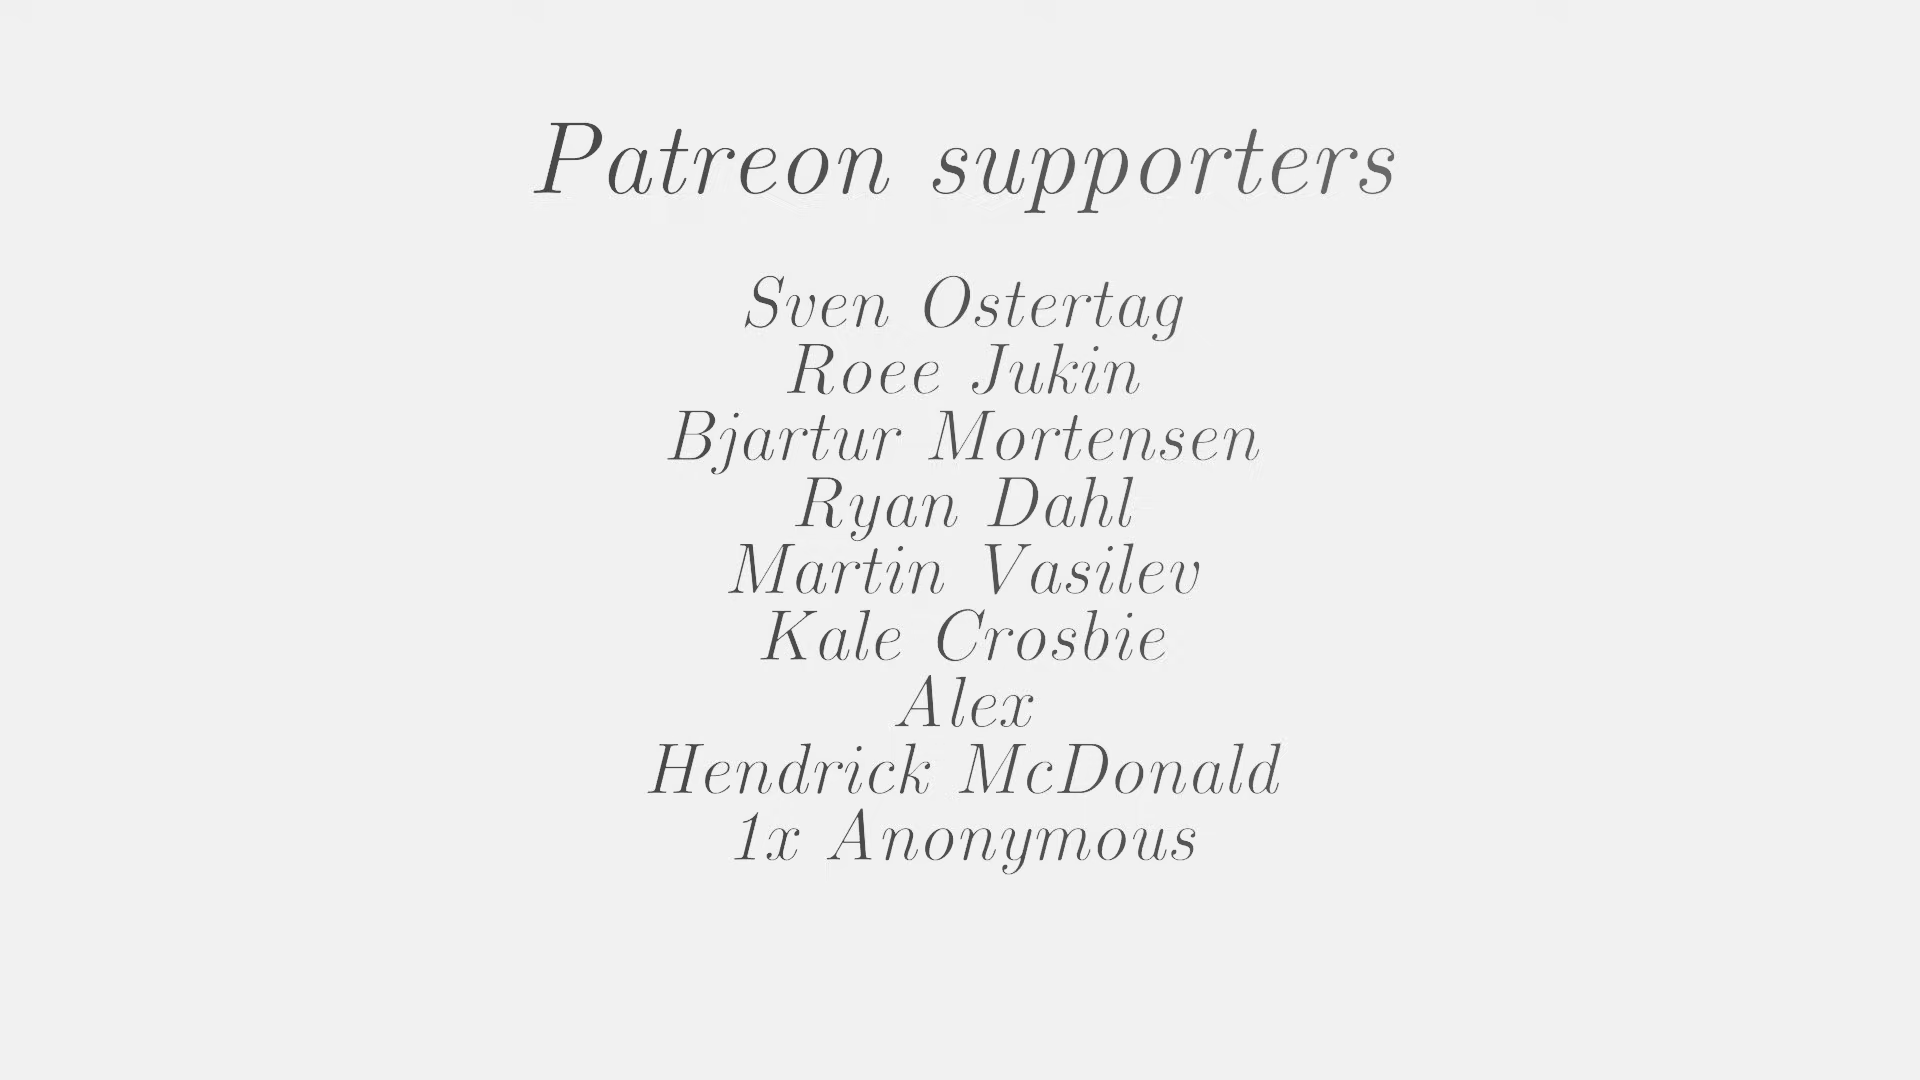 Patreon supporters
Sven Ostertag
Roee Jukin
Bjartur Mortensen
Ryan Dahl
Martin Vasilev
Kale Crosbie
Alex
Hendrick McDonald
1x Anonymous